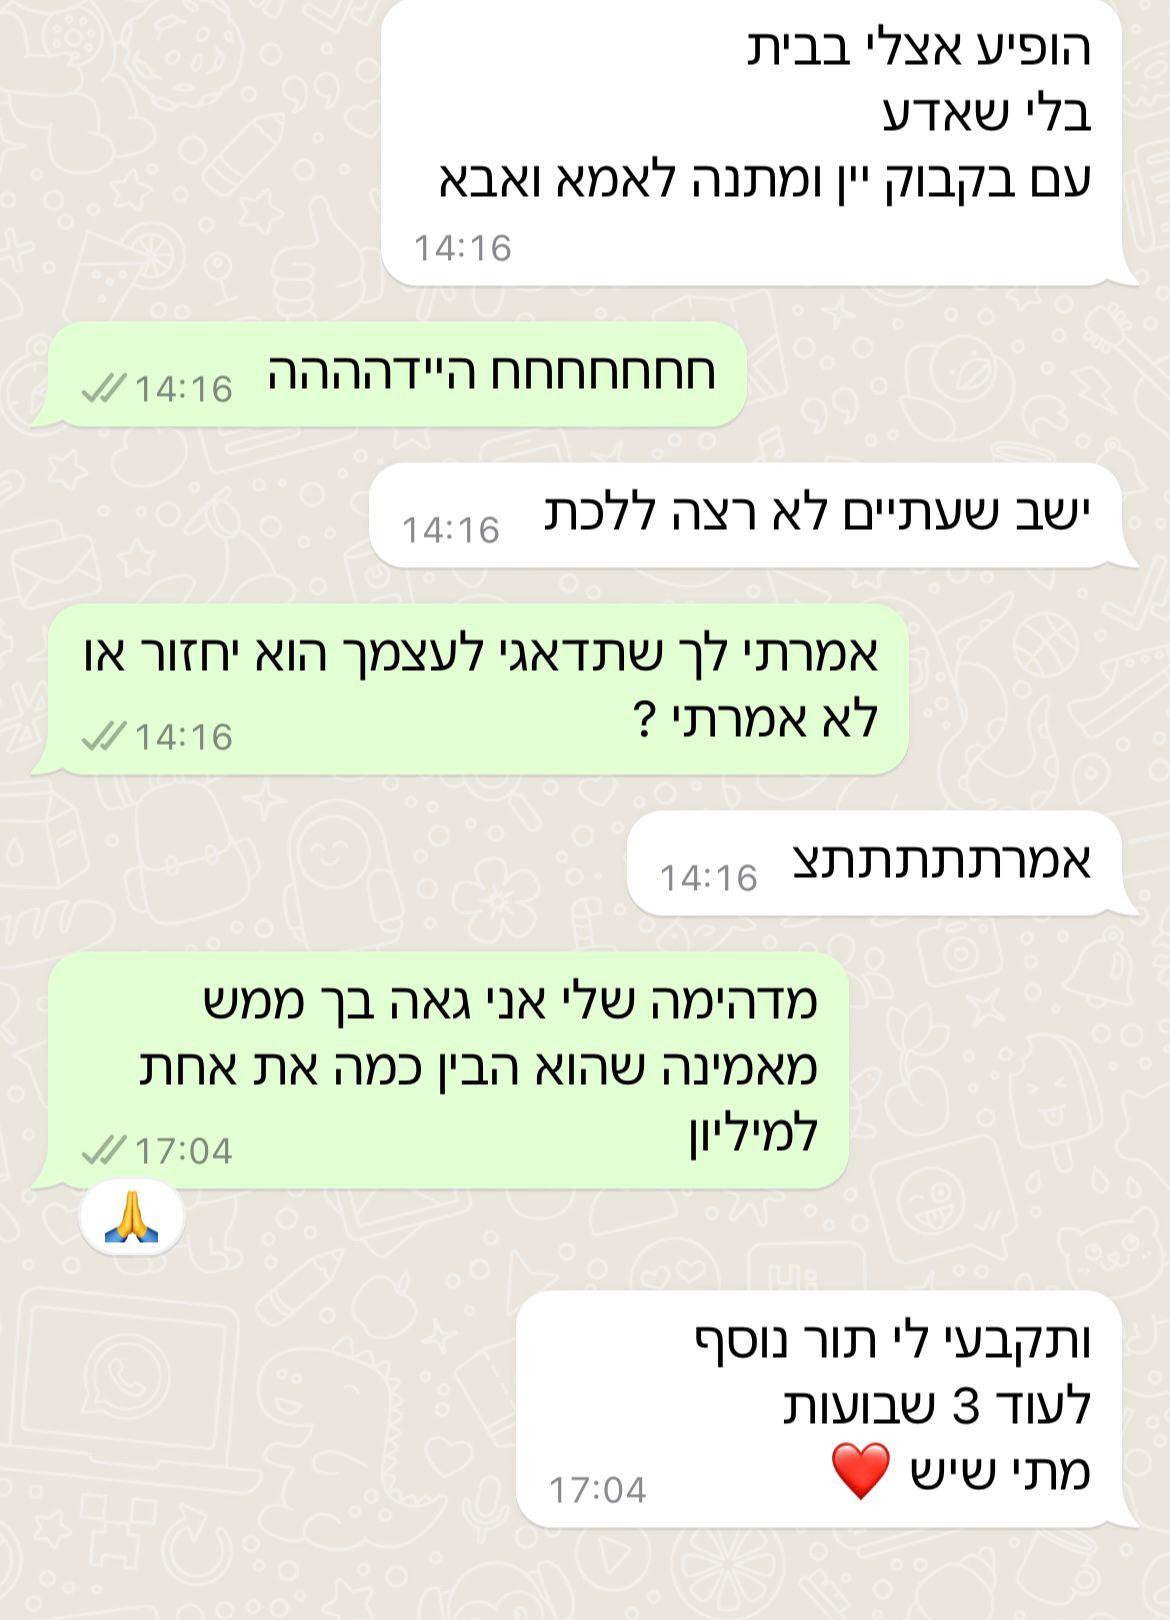 הופיע אצלי בבית
בלי שאדע
עם בקבוק יין ומתנה לאמא ואבא
14:16
חחחחחחח היידהההה
14:16
ישב שעתיים לא רצה ללכת
14:16
אמרתי לך שתדאגי לעצמך הוא יחזור או
לא אמרתי ?
14:16
אמרתתתתתצ
14:16
מדהימה שלי אני גאה בך ממש
מאמינה שהוא הבין כמה את אחת
למיליון
17:04
ותקבעי לי תור נוסף
לעוד 3 שבועות
מתי שיש ❤️
17:04